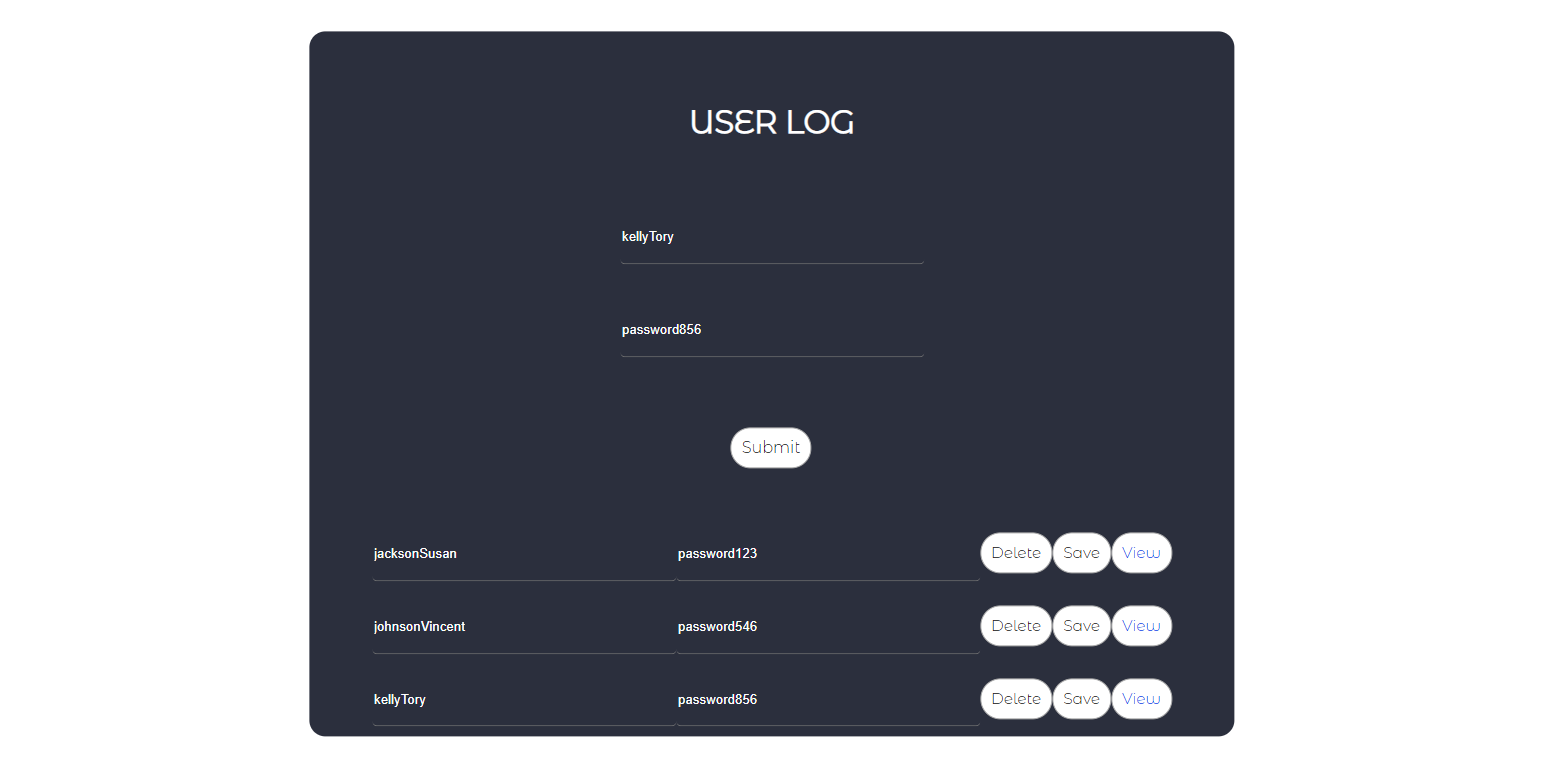 USER LOG
kellyTory
password856
Submit
jacksonSusan password123 Delete Save View
johnsonVincent password546 Delete Save View
kellyTory password856 Delete Save View